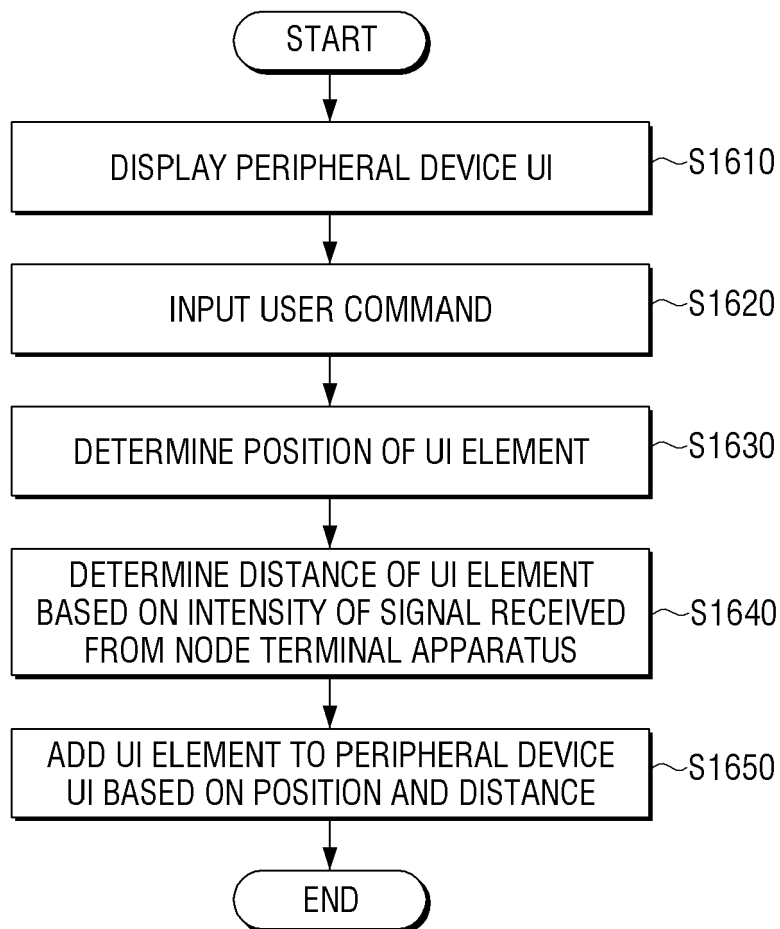 START
DISPLAY PERIPHERAL DEVICE UI
S1610
INPUT USER COMMAND
S1620
DETERMINE POSITION OF UI ELEMENT
S1630
DETERMINE DISTANCE OF UI ELEMENT
BASED ON INTENSITY OF SIGNAL RECEIVED
FROM NODE TERMINAL APPARATUS
S1640
ADD UI ELEMENT TO PERIPHERAL DEVICE
UI BASED ON POSITION AND DISTANCE
S1650
END